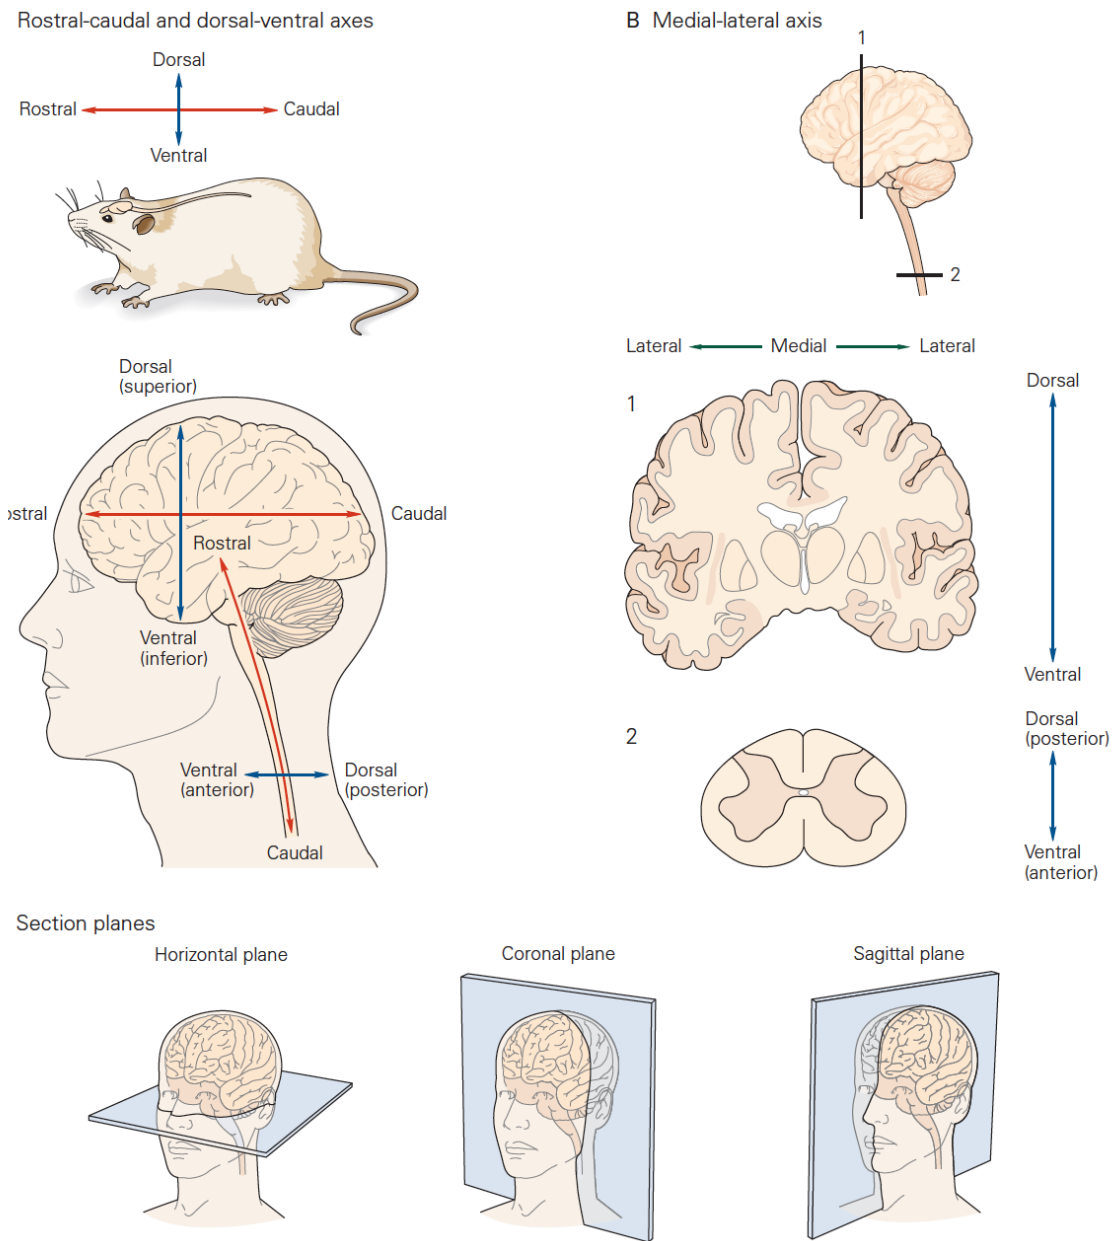 Rostral-caudal and dorsal-ventral axes
Dorsal
Rostral
Caudal
Ventral
Dorsal
(superior)
ostral
Caudal
Rostral
Ventral
(inferior)
Ventral
(anterior)
Dorsal
(posterior)
Caudal
B Medial-lateral axis
1
2
Lateral
Medial
Lateral
1
Dorsal
Ventral
2
Dorsal
(posterior)
Ventral
(anterior)
Section planes
Horizontal plane
Coronal plane
Sagittal plane